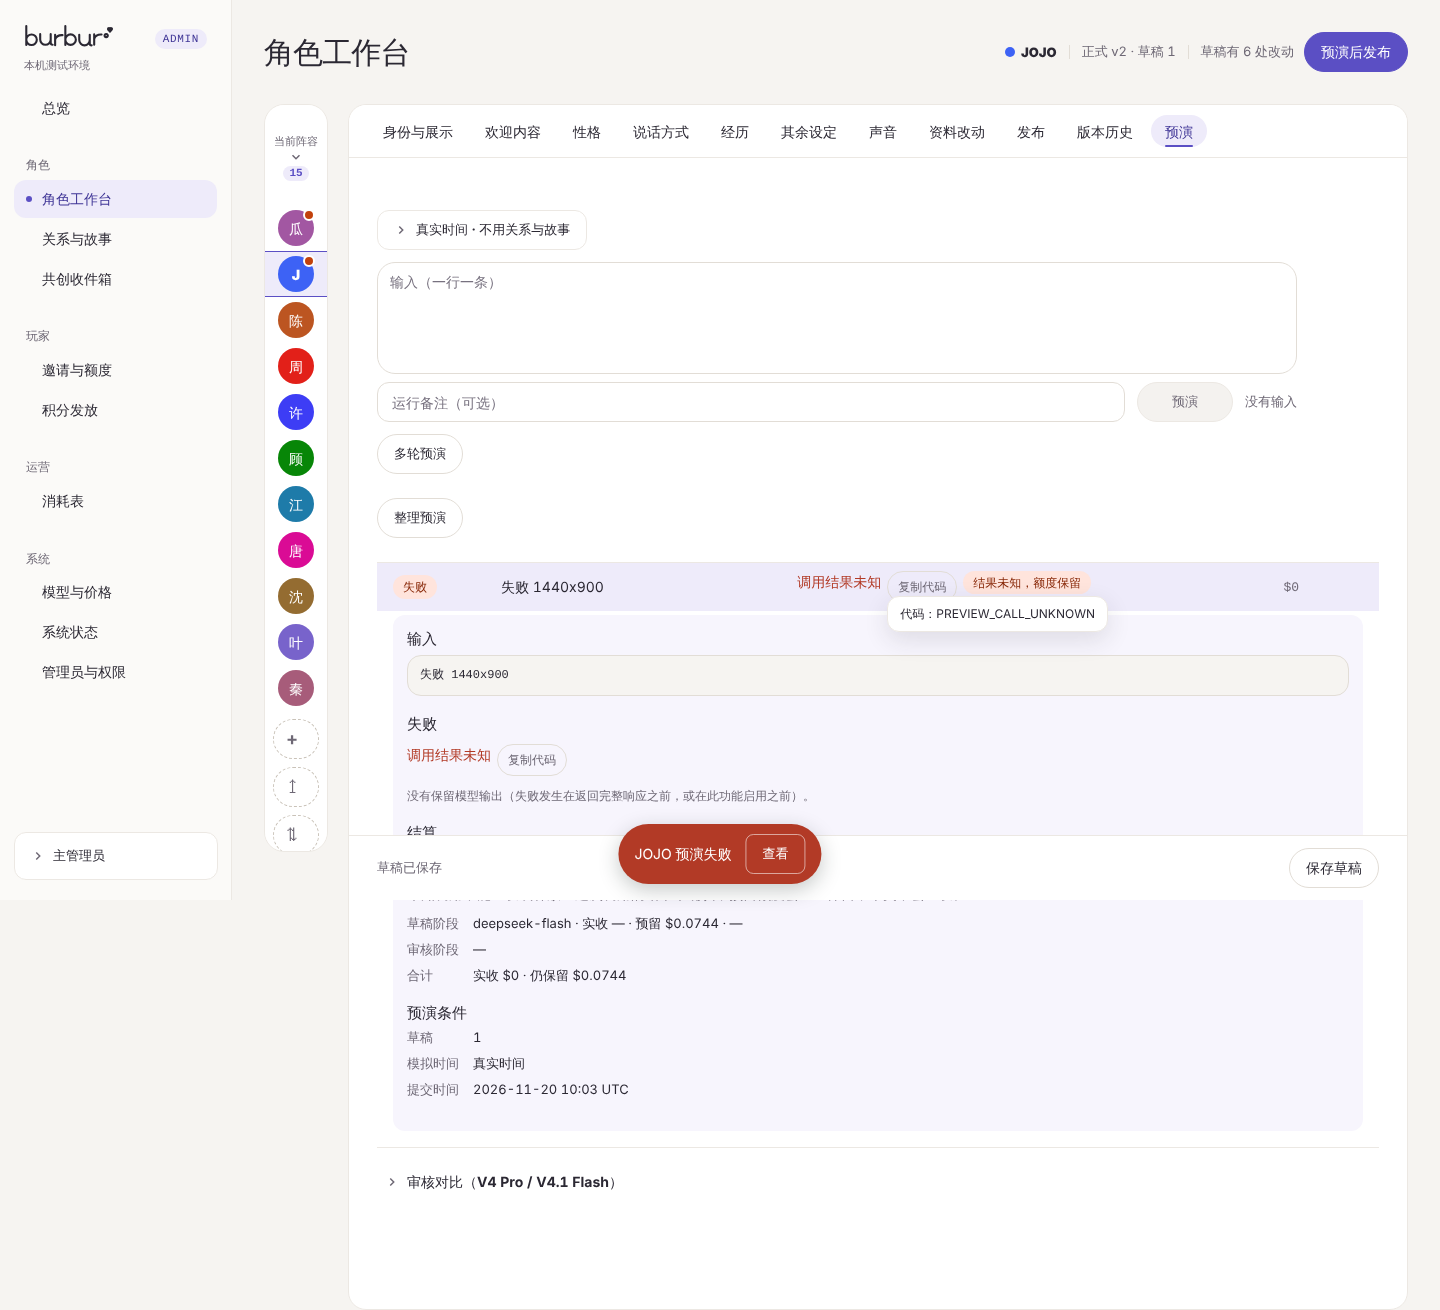 burbur
ADMIN
本机测试环境
总览
角色
角色工作台
关系与故事
共创收件箱
玩家
邀请与额度
积分发放
运营
消耗表
系统
模型与价格
系统状态
管理员与权限
主管理员
角色工作台
JOJO
正式 v2 · 草稿 1
草稿有 6 处改动
预演后发布
当前阵容
15
瓜
J
陈
周
许
顾
江
唐
沈
叶
秦
+
身份与展示 欢迎内容 性格 说话方式 经历 其余设定 声音 资料改动 发布 版本历史 预演
真实时间 · 不用关系与故事
输入（一行一条）
运行备注（可选）
预演
没有输入
多轮预演
整理预演
失败 失败 1440x900 调用结果未知 复制代码 结果未知，额度保留 $0
代码：PREVIEW_CALL_UNKNOWN
输入
失败 1440x900
失败
调用结果未知 复制代码
没有保留模型输出（失败发生在返回完整响应之前，或在此功能启用之前）。
结算
草稿已保存
JOJO 预演失败 查看
保存草稿
草稿阶段 deepseek-flash · 实收 — · 预留 $0.0744 · —
审核阶段 —
合计 实收 $0 · 仍保留 $0.0744
预演条件
草稿 1
模拟时间 真实时间
提交时间 2026-11-20 10:03 UTC
审核对比（V4 Pro / V4.1 Flash）